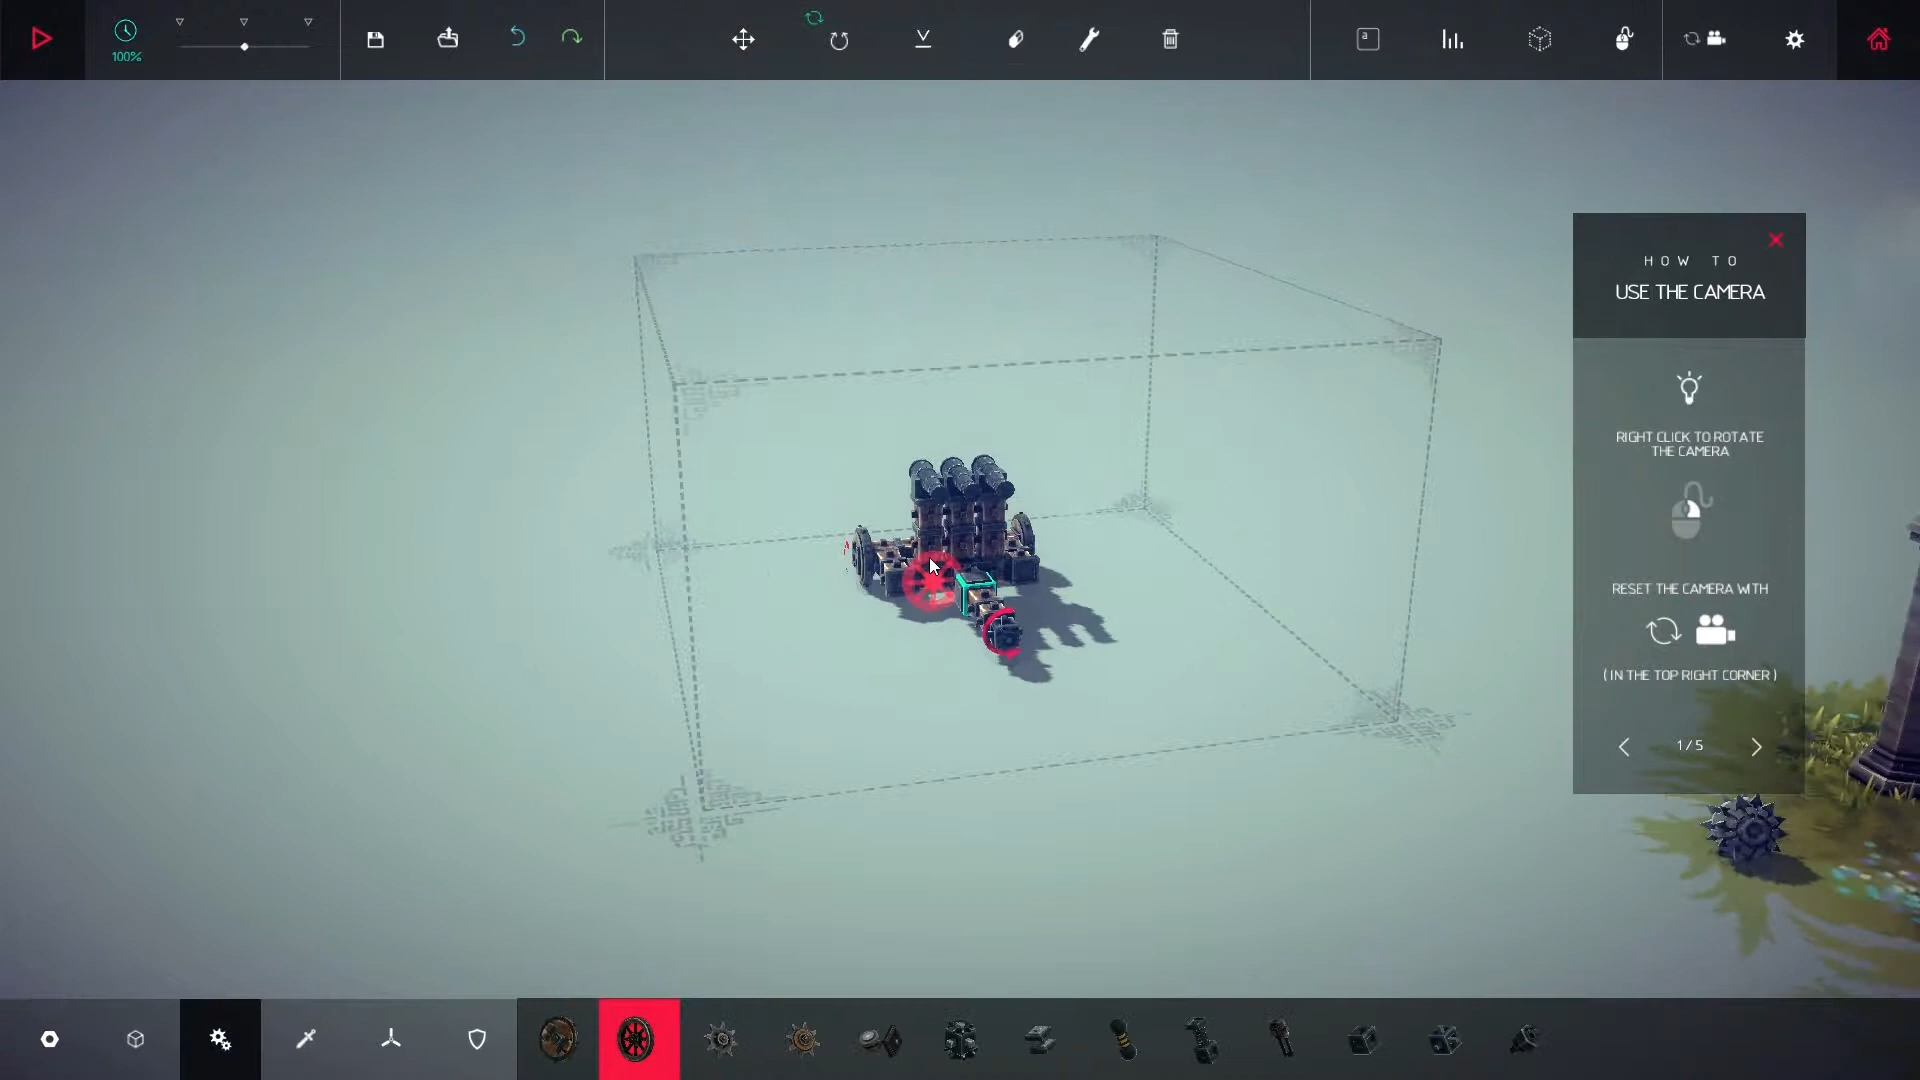 100%
a
HOW TO
USE THE CAMERA
RIGHT CLICK TO ROTATE
THE CAMERA
RESET THE CAMERA WITH
( IN THE TOP RIGHT CORNER )
1/5